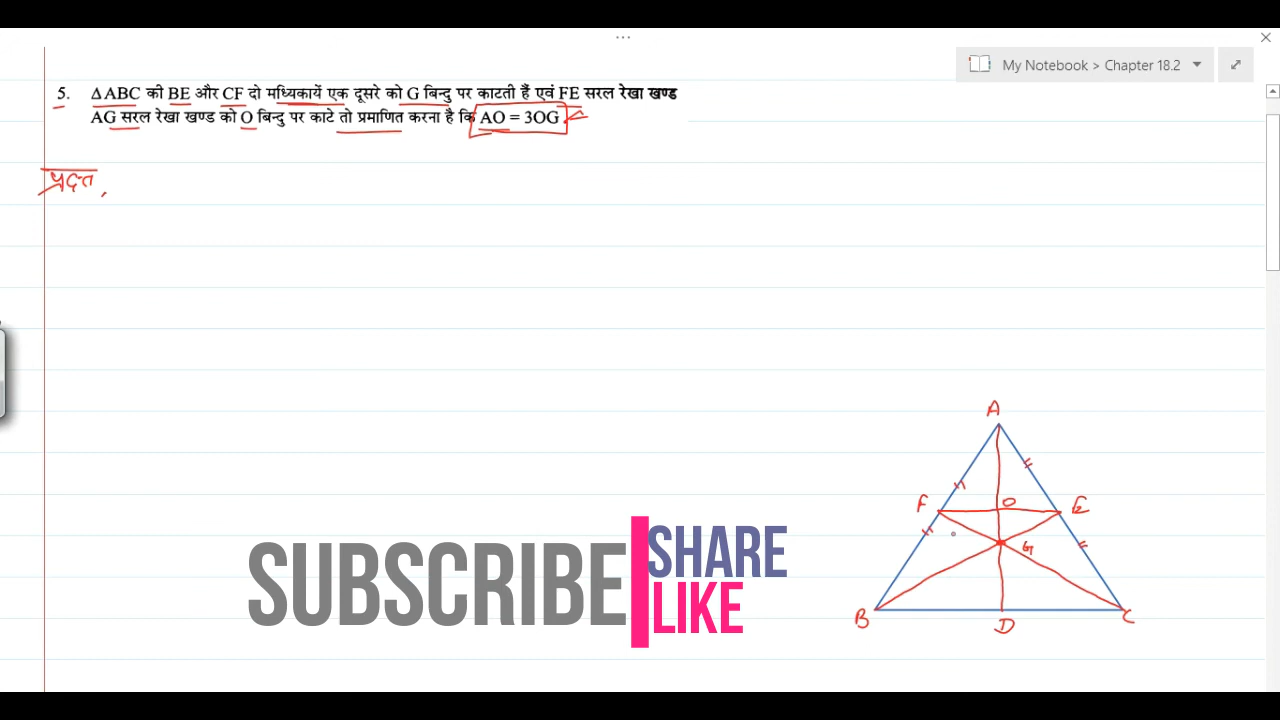 ...
My Notebook > Chapter 18.2
5. Δ ABC की BE और CF दो मध्यिकायें एक दूसरे को G बिन्दु पर काटती हैं एवं FE सरल रेखा खण्ड
AG सरल रेखा खण्ड को O बिन्दु पर काटे तो प्रमाणित करना है कि AO = 3OG
प्रदत्त,
A
F
O
E
G
B
D
C
SUBSCRIBE
SHARE
LIKE